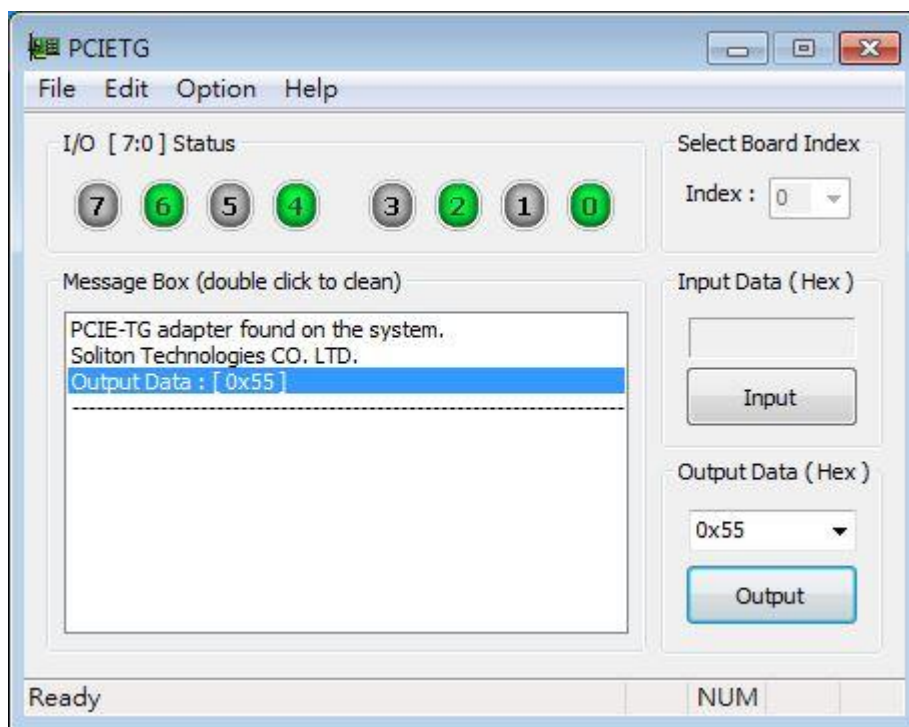 PCIETG
File Edit Option Help
I/O [ 7:0 ] Status
7 6 5 4 3 2 1 0
Select Board Index
Index : 0
Message Box (double click to clean)
PCIE-TG adapter found on the system.
Soliton Technologies CO. LTD.
Output Data : [ 0x55 ]
------------------------------------------------------------
Input Data ( Hex )
Input
Output Data ( Hex )
0x55
Output
Ready NUM